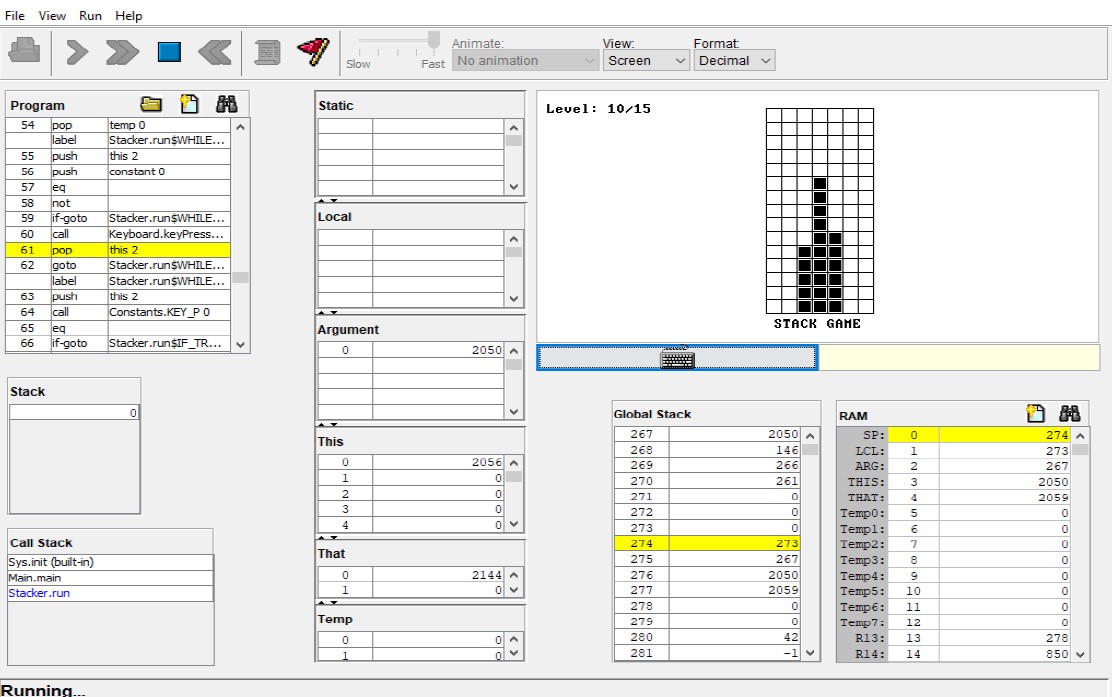 File View Run Help
Animate: View: Format:
Slow Fast No animation Screen Decimal
Program
54 pop temp 0
label Stacker.run$WHILE...
55 push this 2
56 push constant 0
57 eq
58 not
59 if-goto Stacker.run$WHILE...
60 call Keyboard.keyPress...
61 pop this 2
62 goto Stacker.run$WHILE...
label Stacker.run$WHILE...
63 push this 2
64 call Constants.KEY_P 0
65 eq
66 if-goto Stacker.run$IF_TR...
Stack
0
Call Stack
Sys.init (built-in)
Main.main
Stacker.run
Static
Local
Argument
0 2050
This
0 2056
1 0
2 0
3 0
4 0
That
0 2144
1 0
Temp
0 0
1 0
Level: 10/15
STACK GAME
Global Stack
267 2050
268 146
269 266
270 261
271 0
272 0
273 0
274 273
275 267
276 2050
277 2059
278 0
279 0
280 42
281 -1
RAM
SP: 0 274
LCL: 1 273
ARG: 2 267
THIS: 3 2050
THAT: 4 2059
Temp0: 5 0
Temp1: 6 0
Temp2: 7 0
Temp3: 8 0
Temp4: 9 0
Temp5: 10 0
Temp6: 11 0
Temp7: 12 0
R13: 13 278
R14: 14 850
Running...